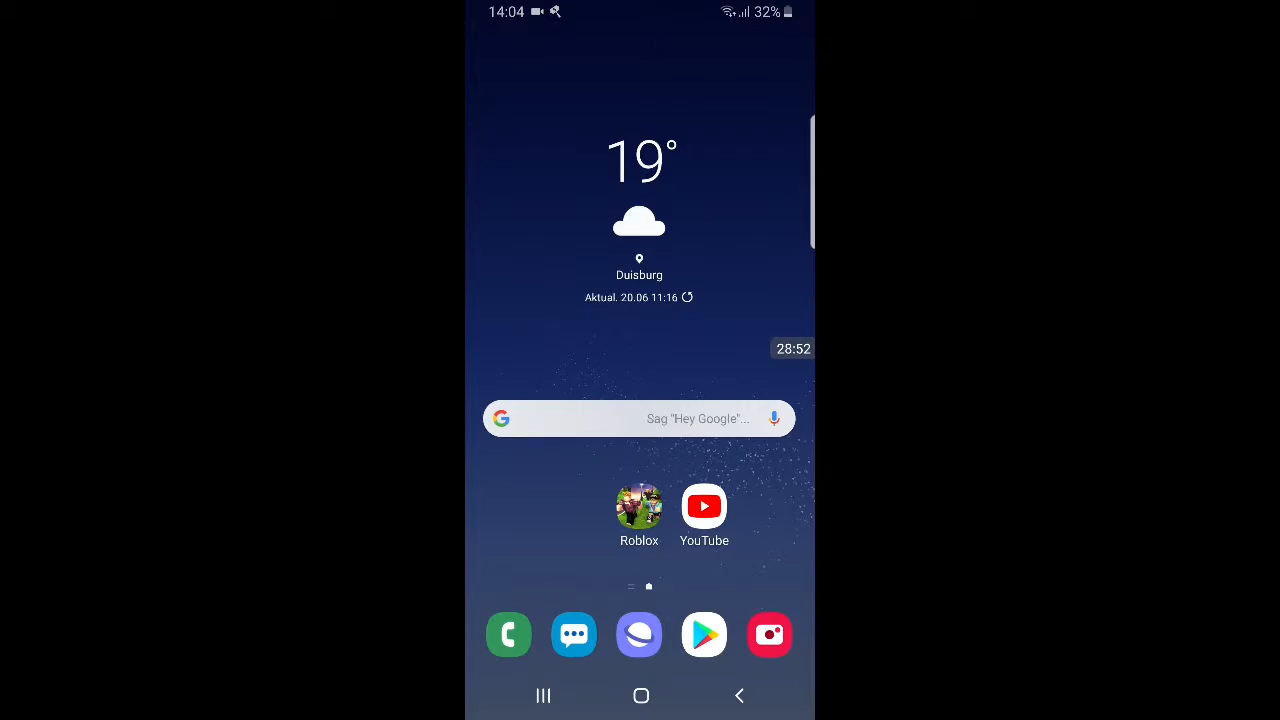 14:04 32%
19°
Duisburg
Aktual. 20.06 11:16
28:52
Sag "Hey Google"...
Roblox YouTube